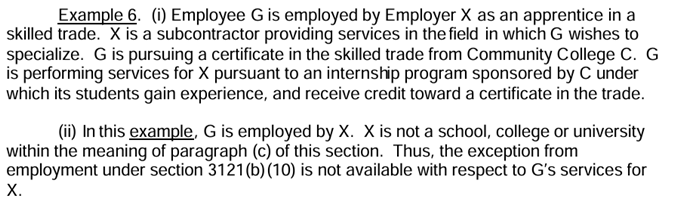 Example 6. (i) Employee G is employed by Employer X as an apprentice in a
skilled trade. X is a subcontractor providing services in the field in which G wishes to
specialize. G is pursuing a certificate in the skilled trade from Community College C. G
is performing services for X pursuant to an internship program sponsored by C under
which its students gain experience, and receive credit toward a certificate in the trade.
(ii) In this example, G is employed by X. X is not a school, college or university
within the meaning of paragraph (c) of this section. Thus, the exception from
employment under section 3121(b)(10) is not available with respect to G's services for
X.